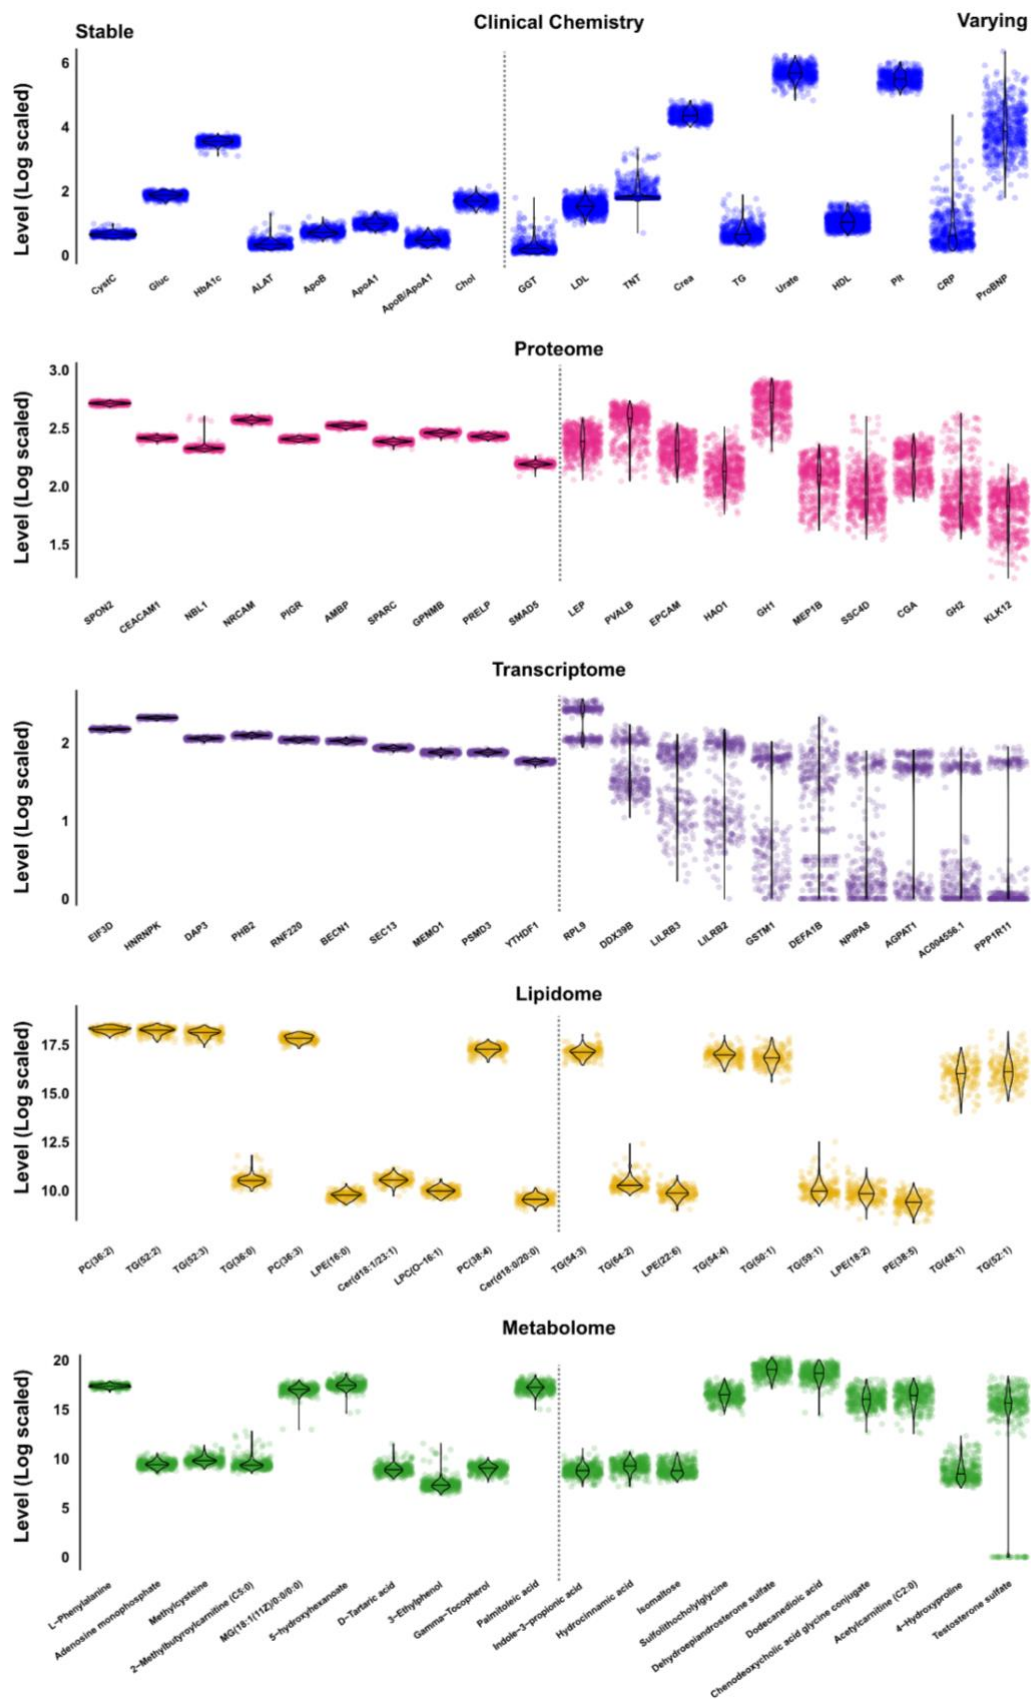 Stable
Clinical Chemistry
Varying
Level (Log scaled)
6
4
2
0
CystC
Gluc
HbA1c
ALAT
ApoB
ApoA1
ApoB/ApoA1
Chol
GGT
LDL
TNT
Crea
TG
Urate
HDL
Plt
CRP
ProBNP
Proteome
Level (Log scaled)
3.0
2.5
2.0
1.5
SPON2
CEACAM1
NBL1
NRCAM
PIGR
AMBP
SPARC
GPNMB
PRELP
SMAD5
LEP
PVALB
EPCAM
HAO1
GH1
MEP1B
SSC4D
CGA
GH2
KLK12
Transcriptome
Level (Log scaled)
2
1
0
EIF3D
HNRNPK
DAP3
PHB2
RNF220
BECN1
SEC13
MEMO1
PSMD3
YTHDF1
RPL9
DDX39B
LILRB3
LILRB2
GSTM1
DEFA1B
NPIPA8
AGPAT1
AC004556.1
PPP1R11
Lipidome
Level (Log scaled)
17.5
15.0
12.5
10.0
PC(36:2)
TG(52:2)
TG(52:3)
TG(36:0)
PC(36:3)
LPE(16:0)
Cer(d18:1/23:1)
LPC(O−16:1)
PC(38:4)
Cer(d18:0/20:0)
TG(54:3)
TG(64:2)
LPE(22:6)
TG(54:4)
TG(50:1)
TG(59:1)
LPE(18:2)
PE(38:5)
TG(48:1)
TG(52:1)
Metabolome
Level (Log scaled)
20
15
10
5
0
L−Phenylalanine
Adenosine monophosphate
Methylcysteine
2−Methylbutyroylcarnitine (C5:0)
MG(18:1(11Z)/0:0/0:0)
5−hydroxyhexanoate
D−Tartaric acid
3−Ethylphenol
Gamma−Tocopherol
Palmitoleic acid
Indole−3−propionic acid
Hydrocinnamic acid
Isomaltose
Sulfolithocholylglycine
Dehydroepiandrosterone sulfate
Dodecanedioic acid
Chenodeoxycholic acid glycine conjugate
Acetylcarnitine (C2:0)
4−Hydroxyproline
Testosterone sulfate